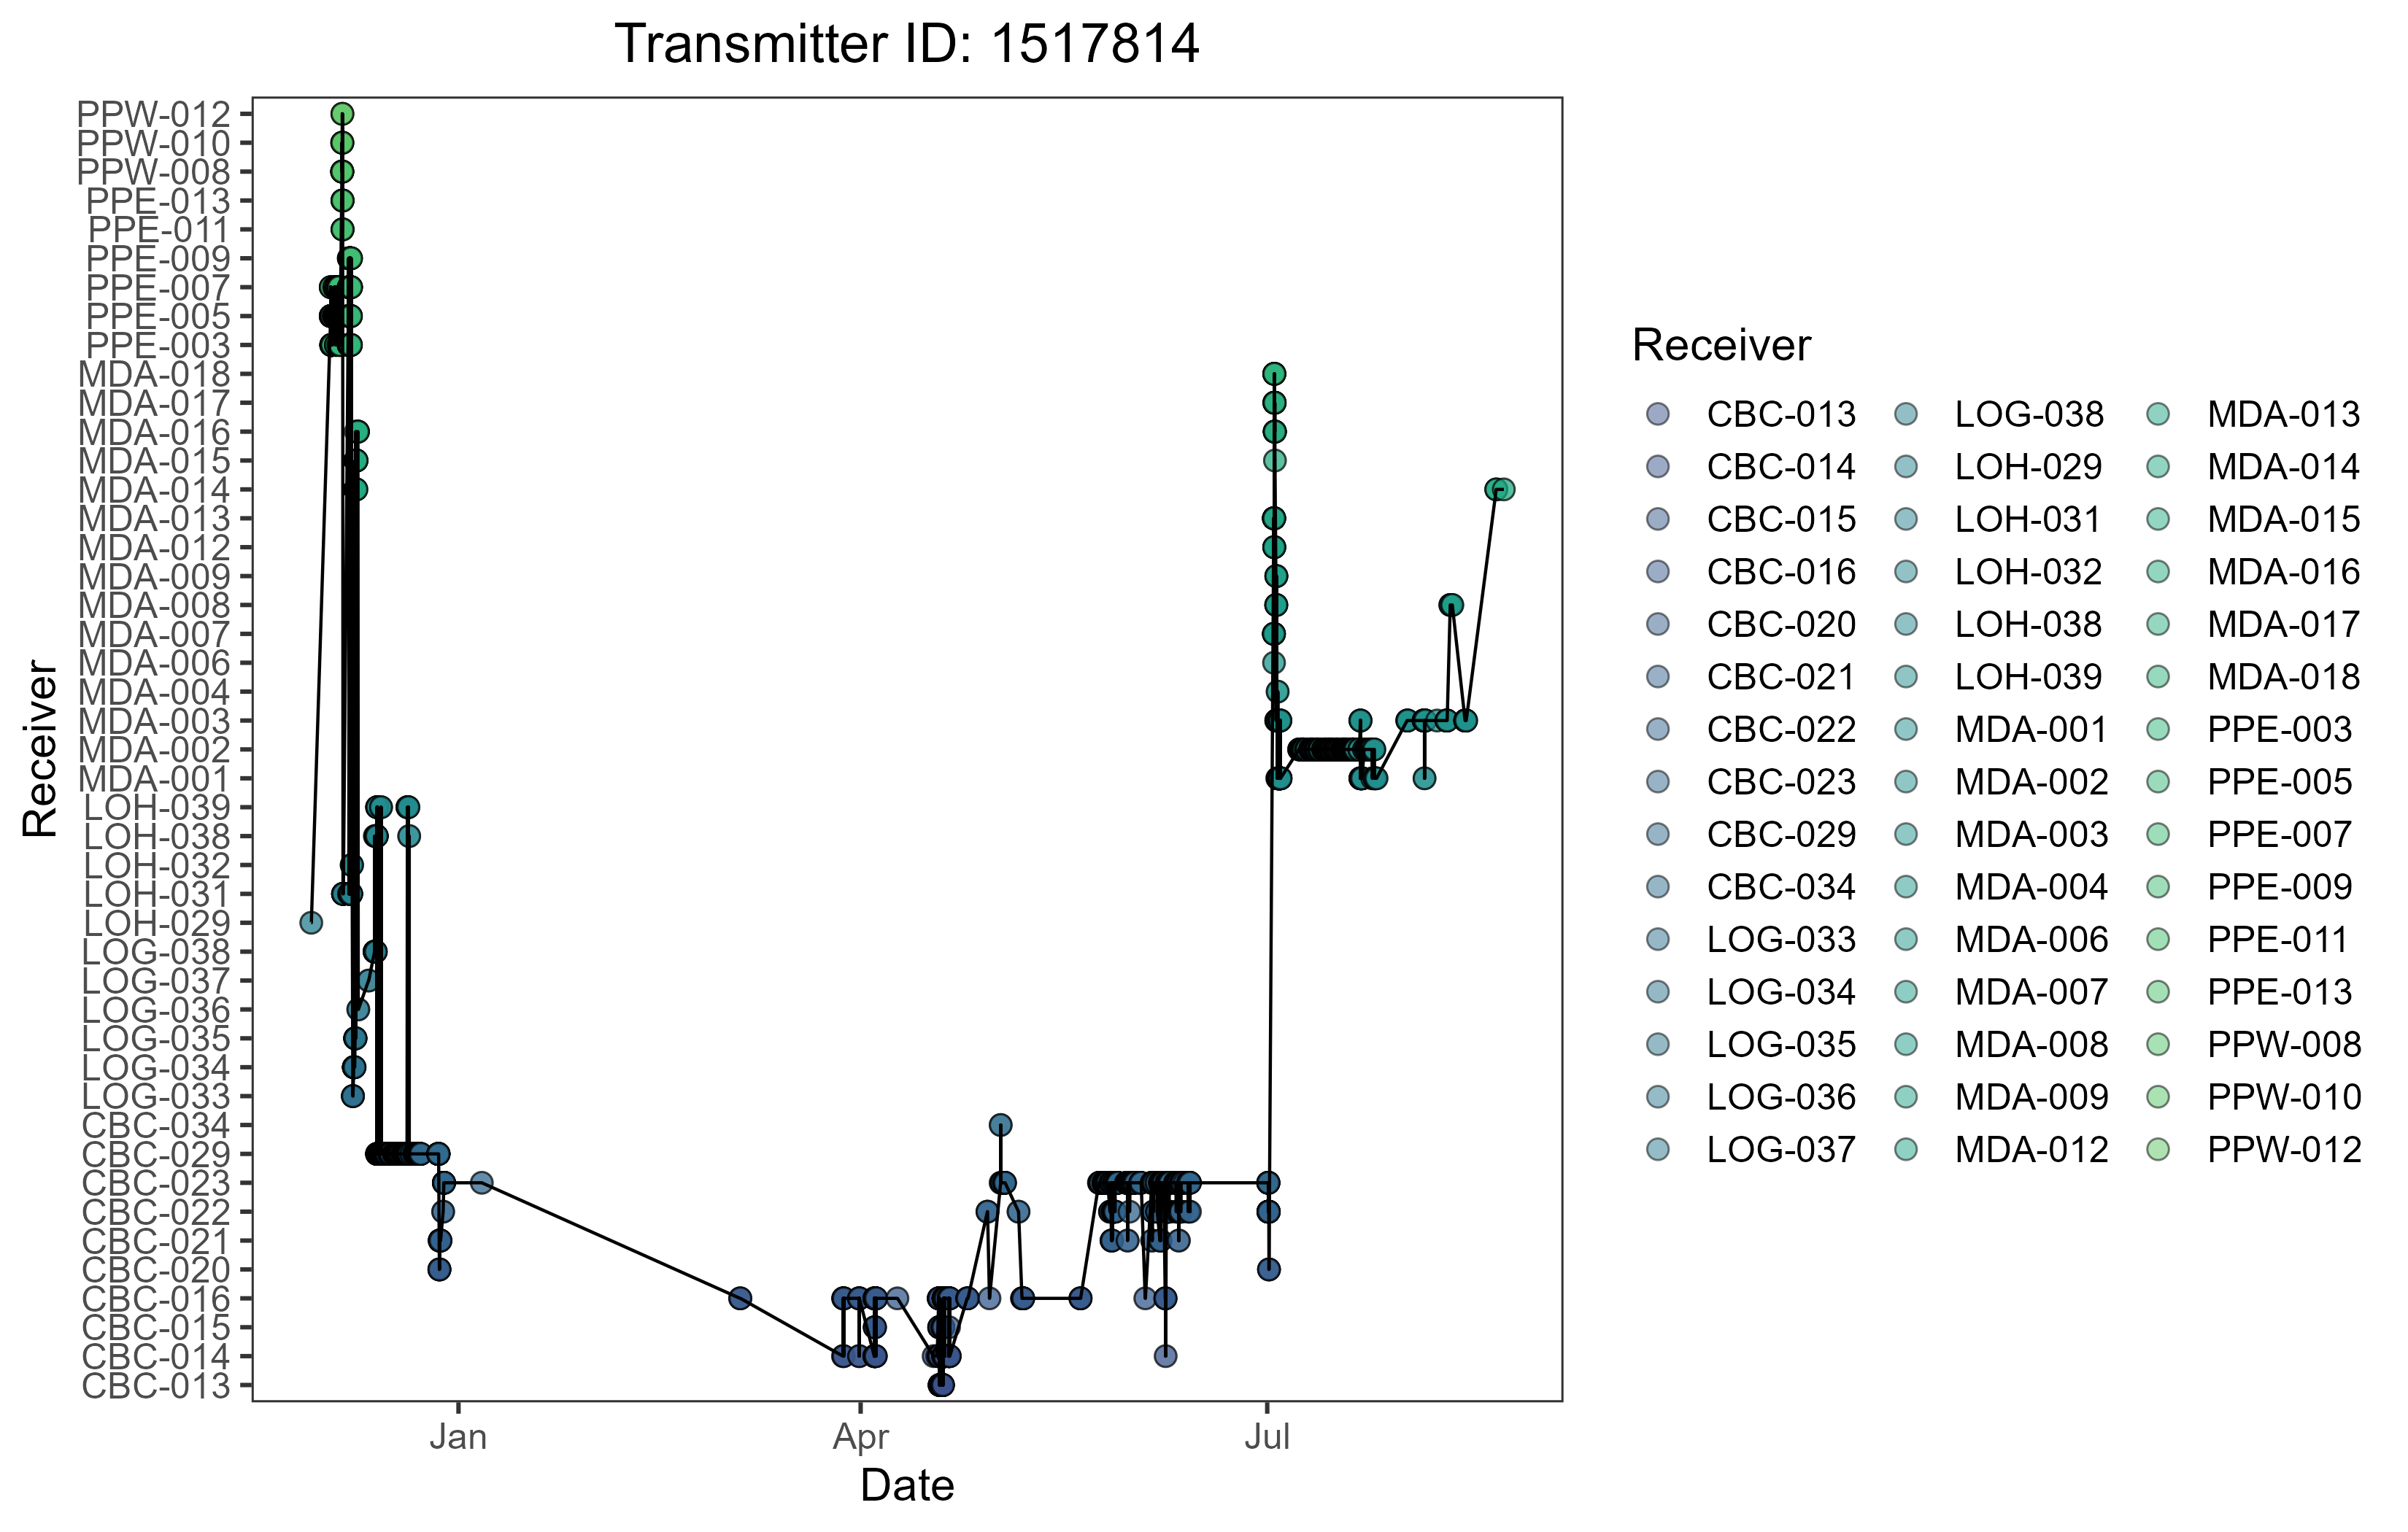 Transmitter ID: 1517814
PPW-012
PPW-010
PPW-008
PPE-013
PPE-011
PPE-009
PPE-007
PPE-005
PPE-003
MDA-018
MDA-017
MDA-016
MDA-015
MDA-014
MDA-013
MDA-012
MDA-009
MDA-008
MDA-007
MDA-006
MDA-004
MDA-003
MDA-002
MDA-001
LOH-039
LOH-038
LOH-032
LOH-031
LOH-029
LOG-038
LOG-037
LOG-036
LOG-035
LOG-034
LOG-033
CBC-034
CBC-029
CBC-023
CBC-022
CBC-021
CBC-020
CBC-016
CBC-015
CBC-014
CBC-013
Receiver
Jan Apr Jul
Date
Receiver
CBC-013 LOG-038 MDA-013
CBC-014 LOH-029 MDA-014
CBC-015 LOH-031 MDA-015
CBC-016 LOH-032 MDA-016
CBC-020 LOH-038 MDA-017
CBC-021 LOH-039 MDA-018
CBC-022 MDA-001 PPE-003
CBC-023 MDA-002 PPE-005
CBC-029 MDA-003 PPE-007
CBC-034 MDA-004 PPE-009
LOG-033 MDA-006 PPE-011
LOG-034 MDA-007 PPE-013
LOG-035 MDA-008 PPW-008
LOG-036 MDA-009 PPW-010
LOG-037 MDA-012 PPW-012